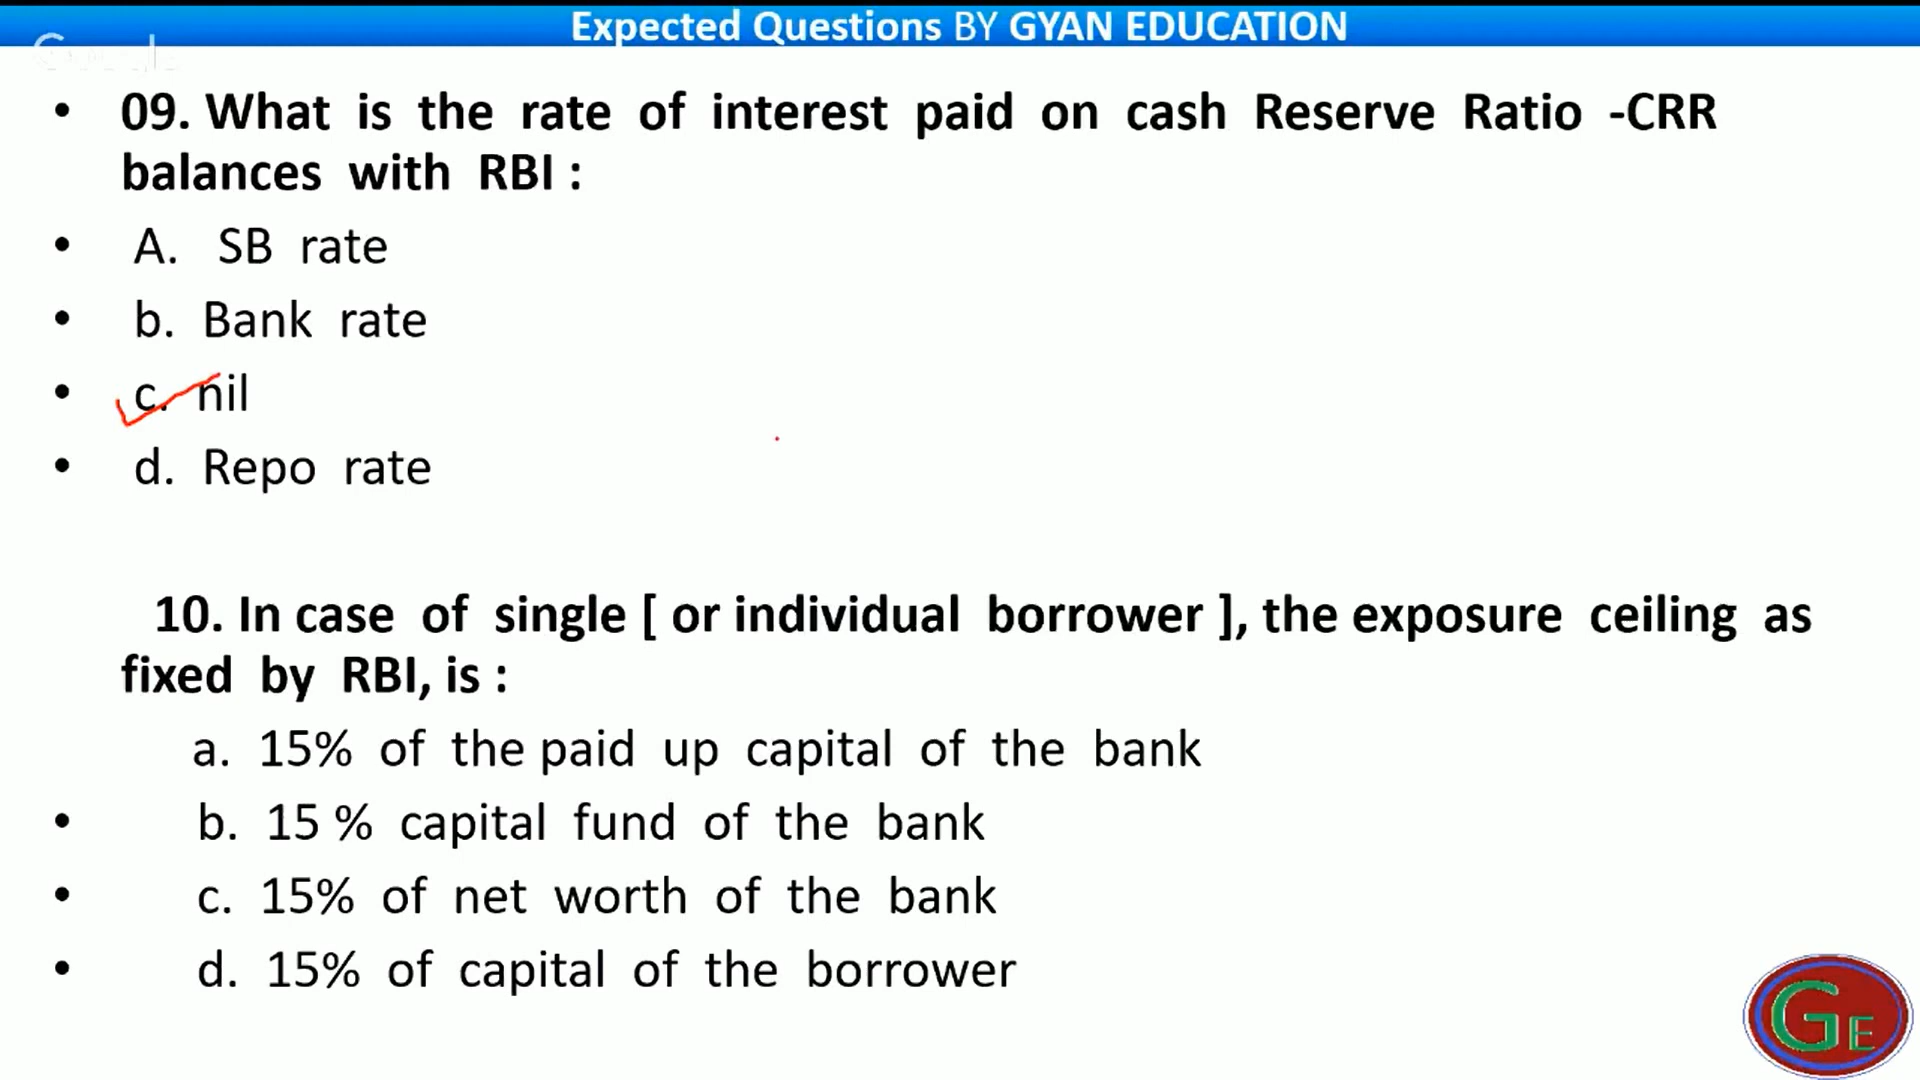 Expected Questions BY GYAN EDUCATION
• 09. What is the rate of interest paid on cash Reserve Ratio -CRR
balances with RBI :
• A. SB rate
• b. Bank rate
• c. nil
• d. Repo rate
10. In case of single [ or individual borrower ], the exposure ceiling as
fixed by RBI, is :
a. 15% of the paid up capital of the bank
• b. 15 % capital fund of the bank
• c. 15% of net worth of the bank
• d. 15% of capital of the borrower
GE